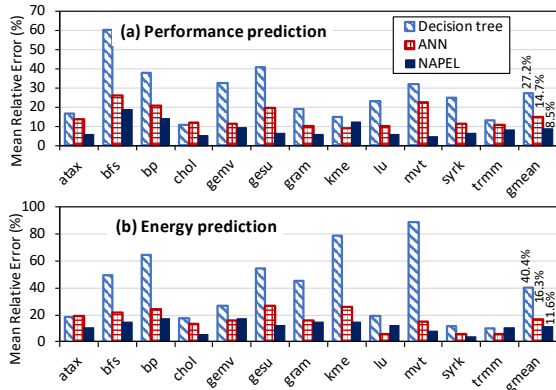 (a) Performance prediction
Decision tree
ANN
NAPEL
Mean Relative Error (%)
70
60
50
40
30
20
10
0
27.2%
14.7%
8.5%
atax
bfs
bp
chol
gemv
gesu
gram
kme
lu
mvt
syrk
trmm
gmean
(b) Energy prediction
Mean Relative Error (%)
100
80
60
40
20
0
40.4%
16.3%
11.6%
atax
bfs
bp
chol
gemv
gesu
gram
kme
lu
mvt
syrk
trmm
gmean